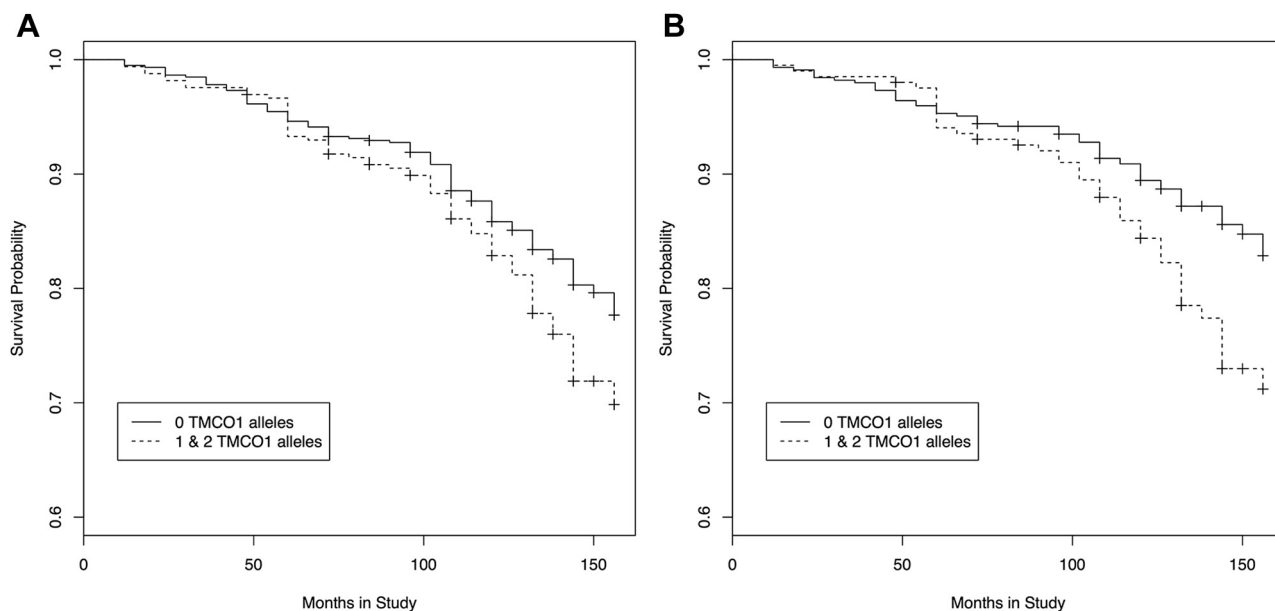 A
Survival Probability
1.0
0.9
0.8
0.7
0.6
0 TMCO1 alleles
1 & 2 TMCO1 alleles
0 50 100 150
Months in Study
B
Survival Probability
1.0
0.9
0.8
0.7
0.6
0 TMCO1 alleles
1 & 2 TMCO1 alleles
0 50 100 150
Months in Study